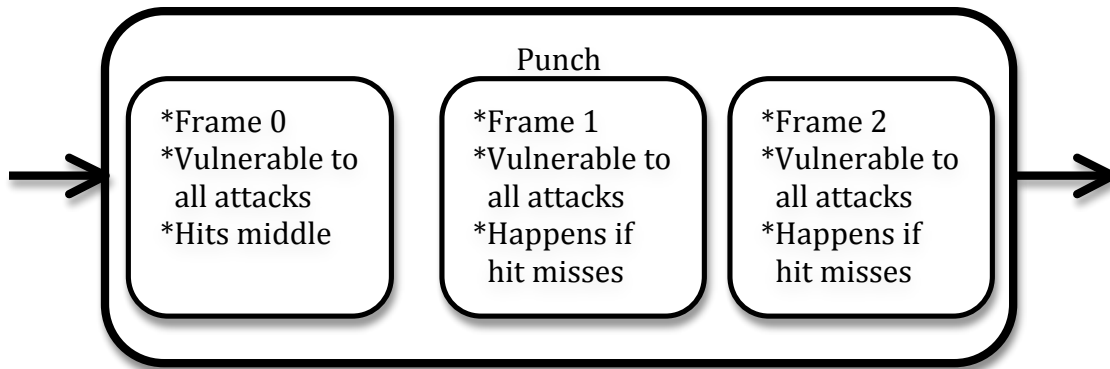 Punch
*Frame 0
*Vulnerable to
all attacks
*Hits middle
*Frame 1
*Vulnerable to
all attacks
*Happens if
hit misses
*Frame 2
*Vulnerable to
all attacks
*Happens if
hit misses